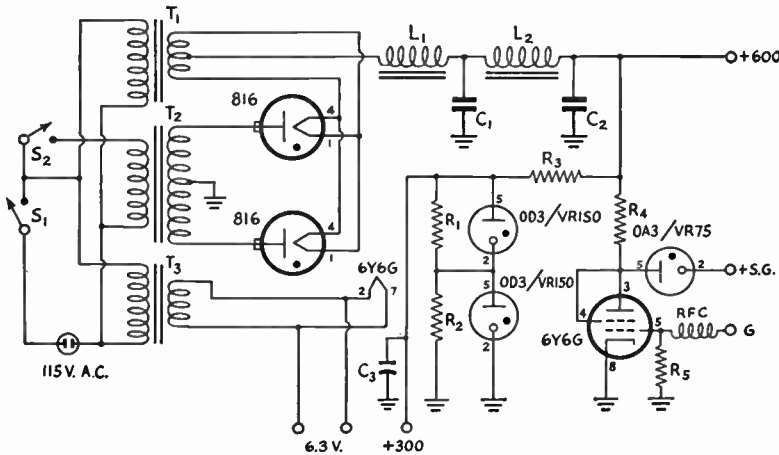 T1
L1
L2
+600
816
4
1
C1
C2
T2
S2
R3
S1
816
4
1
R1
5
0D3/VR150
2
R4
0A3/VR75
5
2
+S.G.
T3
6Y6G
2
7
R2
5
0D3/VR150
2
3
4
5
6Y6G
8
RFC
G
R5
C3
115 V. A.C.
6.3 V.
+300